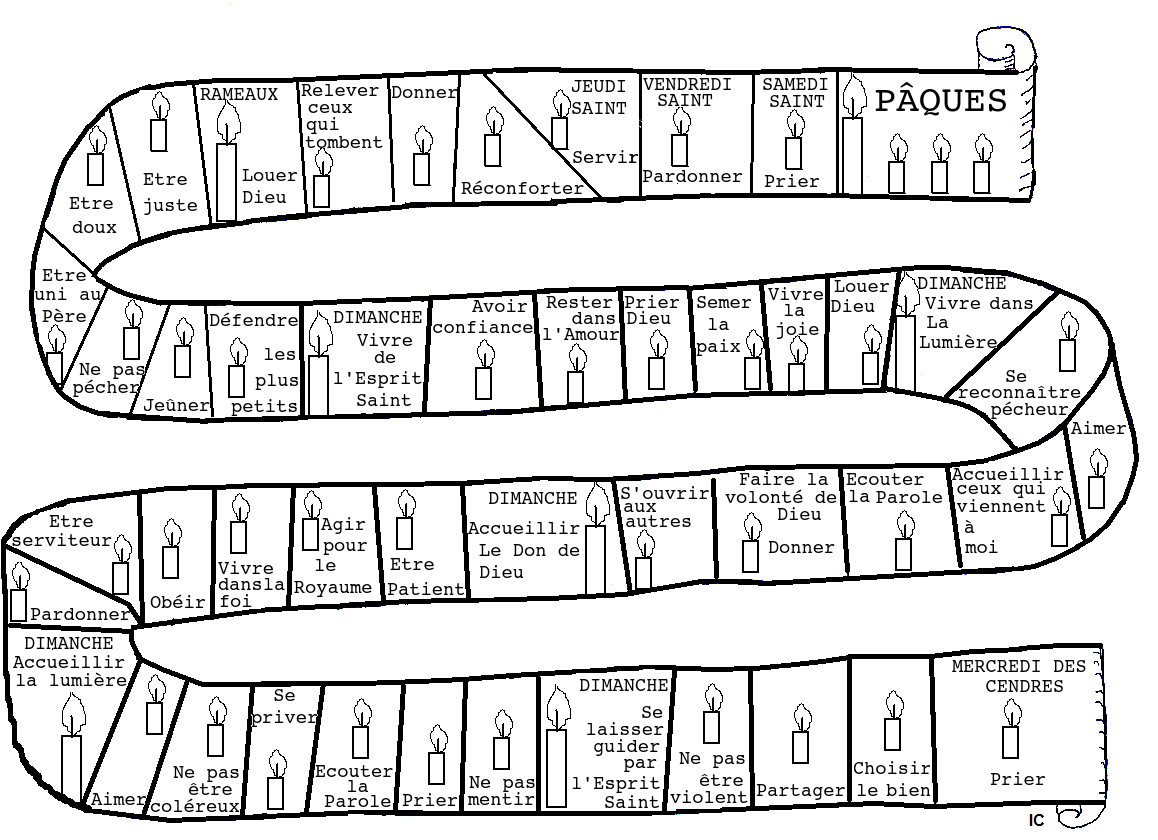 MERCREDI DES
CENDRES
Prier
Choisir
le bien
Partager
Ne pas
être
violent
DIMANCHE
Se
laisser
guider
par
l'Esprit
Saint
Ne pas
mentir
Prier
Ecouter
la
Parole
Se
priver
Ne pas
être
coléreux
Aimer
DIMANCHE
Accueillir
la lumière
Pardonner
Etre
serviteur
Obéir
Vivre
dansla
foi
Agir
pour
le
Royaume
Etre
Patient
DIMANCHE
Accueillir
Le Don de
Dieu
S'ouvrir
aux
autres
Faire la
volonté de
Dieu
Donner
Ecouter
la Parole
Accueillir
ceux qui
viennent
à
moi
Aimer
Se
reconnaître
pécheur
DIMANCHE
Vivre dans
La
Lumière
Louer
Dieu
Vivre
la
joie
Semer
la
paix
Prier
Dieu
Rester
dans
l'Amour
Avoir
confiance
DIMANCHE
Vivre
de
l'Esprit
Saint
Défendre
les
plus
petits
Jeûner
Ne pas
pécher
Etre
uni au
Père
Etre
doux
Etre
juste
RAMEAUX
Louer
Dieu
Relever
ceux
qui
tombent
Donner
Réconforter
JEUDI
SAINT
Servir
VENDREDI
SAINT
Pardonner
SAMEDI
SAINT
Prier
PÂQUES
IC